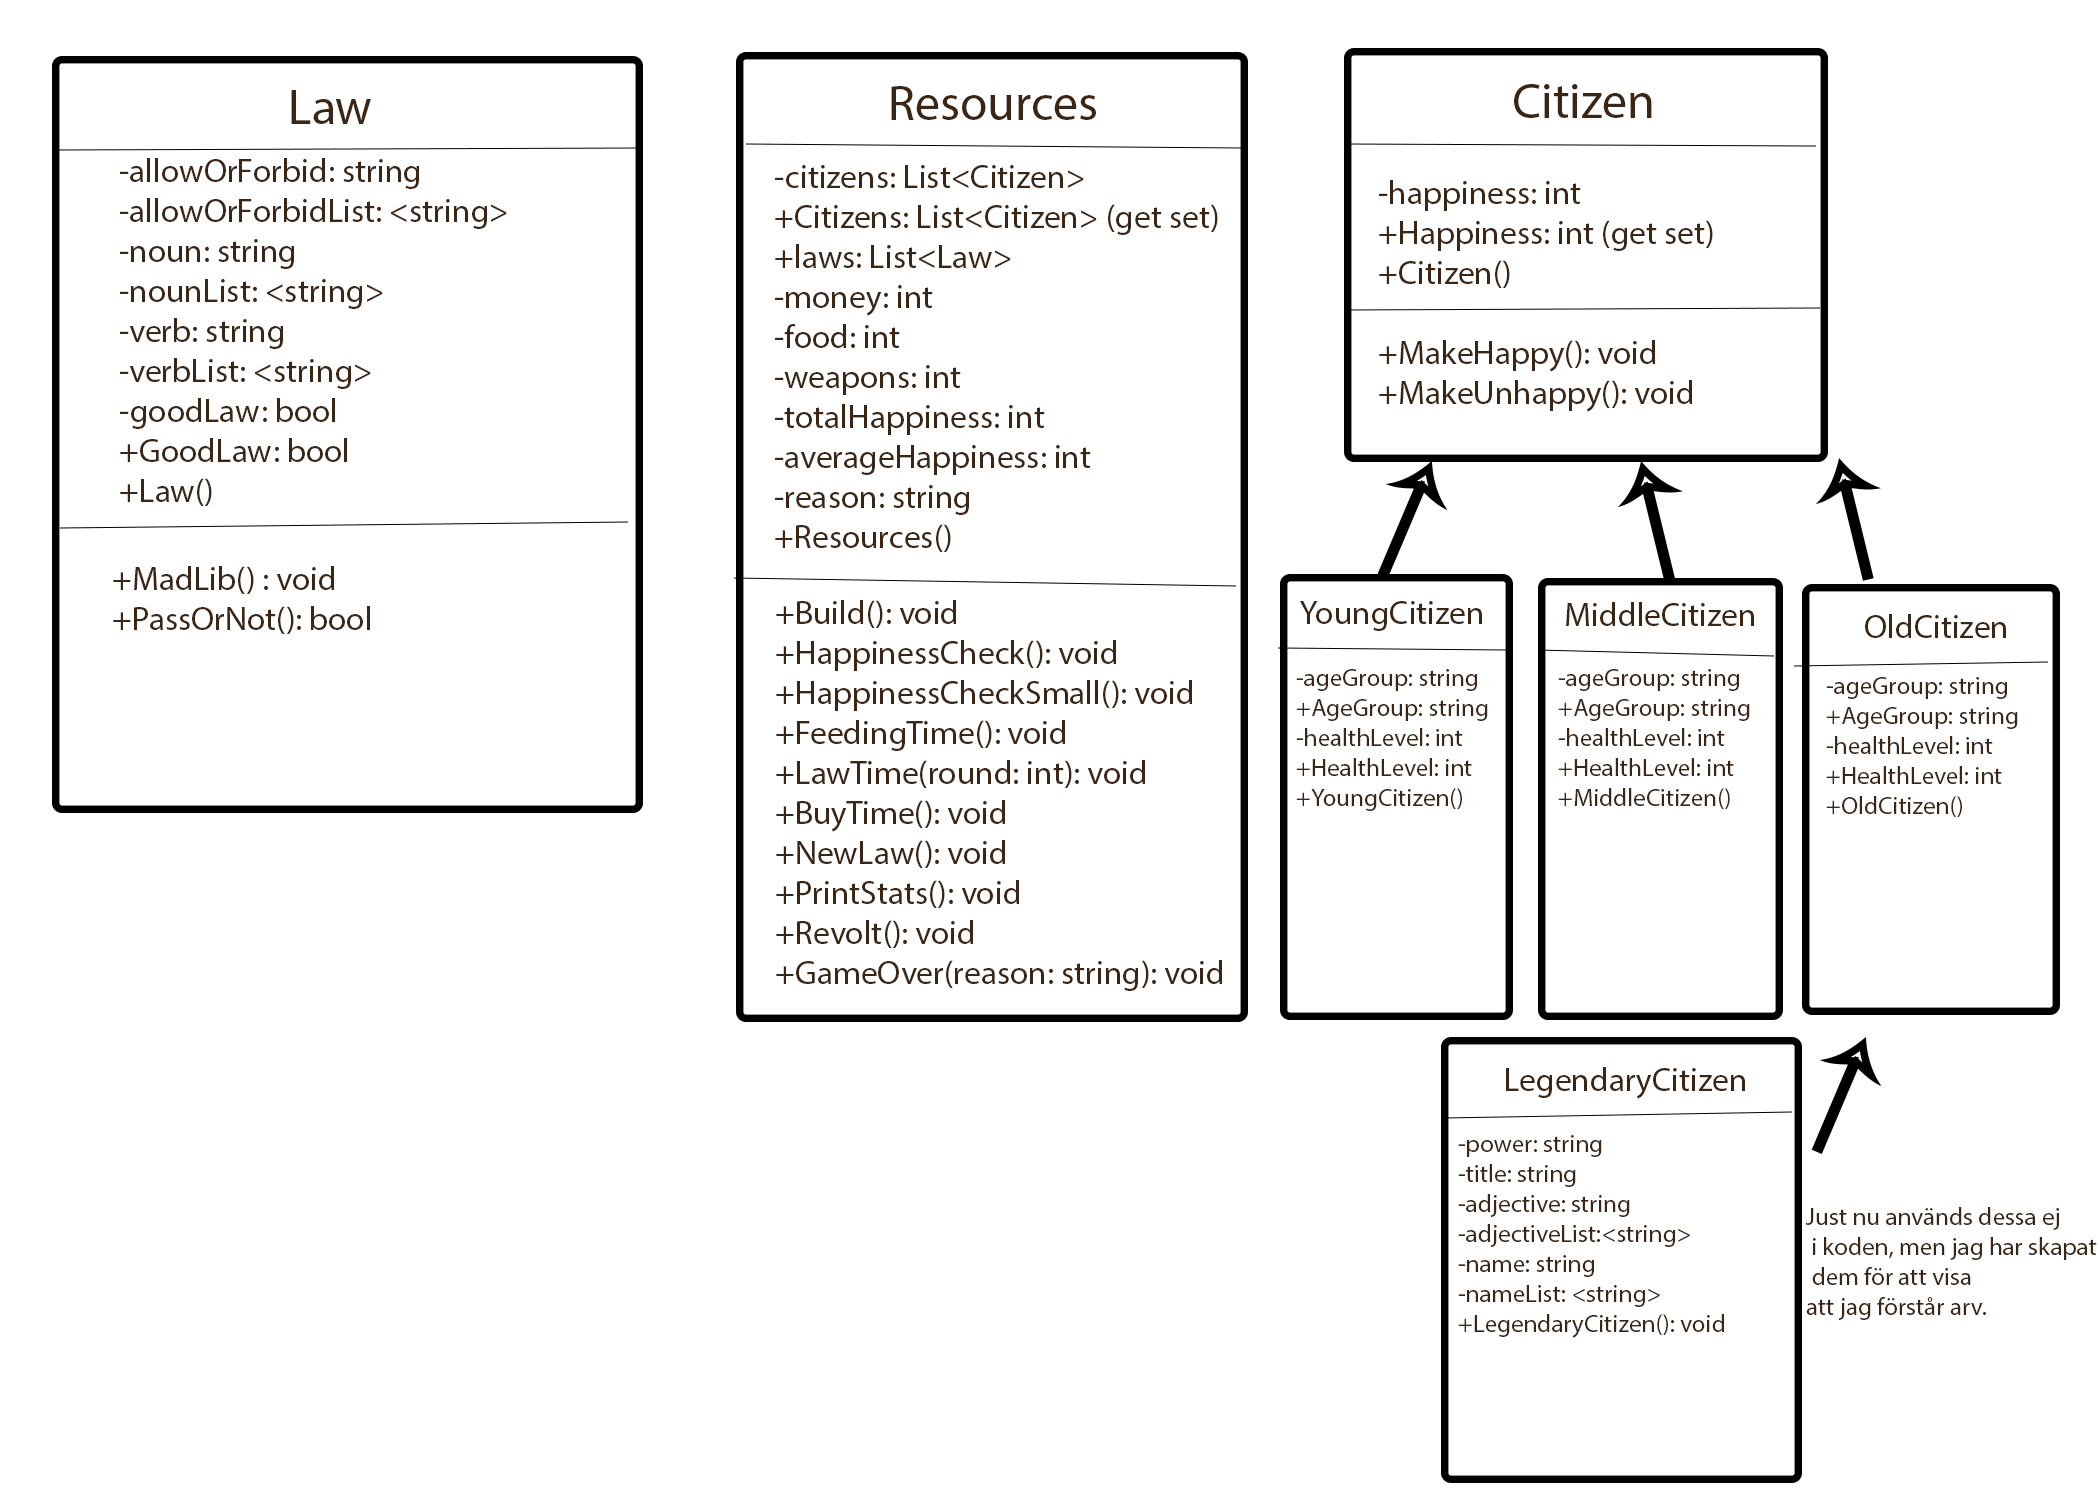 Law
-allowOrForbid: string
-allowOrForbidList: <string>
-noun: string
-nounList: <string>
-verb: string
-verbList: <string>
-goodLaw: bool
+GoodLaw: bool
+Law()
+MadLib() : void
+PassOrNot(): bool
Resources
-citizens: List<Citizen>
+Citizens: List<Citizen> (get set)
+laws: List<Law>
-money: int
-food: int
-weapons: int
-totalHappiness: int
-averageHappiness: int
-reason: string
+Resources()
+Build(): void
+HappinessCheck(): void
+HappinessCheckSmall(): void
+FeedingTime(): void
+LawTime(round: int): void
+BuyTime(): void
+NewLaw(): void
+PrintStats(): void
+Revolt(): void
+GameOver(reason: string): void
Citizen
-happiness: int
+Happiness: int (get set)
+Citizen()
+MakeHappy(): void
+MakeUnhappy(): void
YoungCitizen
-ageGroup: string
+AgeGroup: string
-healthLevel: int
+HealthLevel: int
+YoungCitizen()
MiddleCitizen
-ageGroup: string
+AgeGroup: string
-healthLevel: int
+HealthLevel: int
+MiddleCitizen()
OldCitizen
-ageGroup: string
+AgeGroup: string
-healthLevel: int
+HealthLevel: int
+OldCitizen()
LegendaryCitizen
-power: string
-title: string
-adjective: string
-adjectiveList:<string>
-name: string
-nameList: <string>
+LegendaryCitizen(): void
Just nu används dessa ej
i koden, men jag har skapat
dem för att visa
att jag förstår arv.